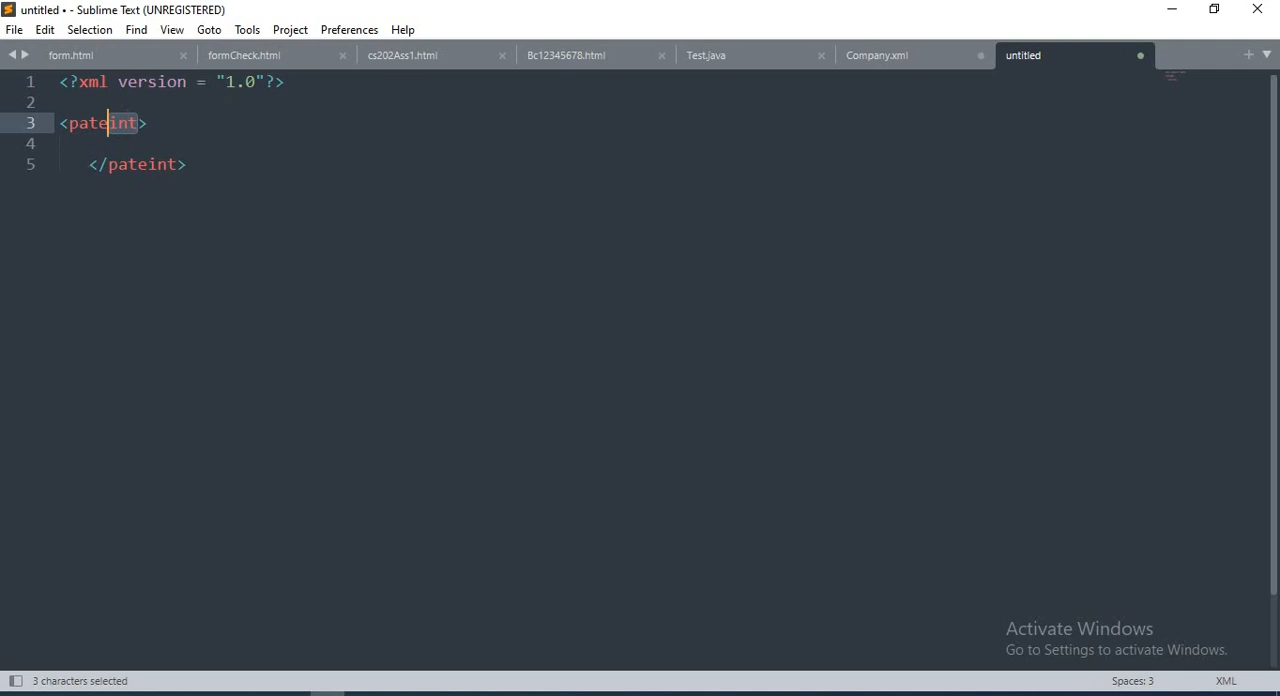 untitled • - Sublime Text (UNREGISTERED)
File Edit Selection Find View Goto Tools Project Preferences Help
form.html formCheck.html cs202Ass1.html Bc12345678.html Test.java Company.xml untitled
1 <?xml version = "1.0"?>
2
3 <pateint>
4
5 </pateint>
Activate Windows
Go to Settings to activate Windows.
3 characters selected Spaces: 3 XML